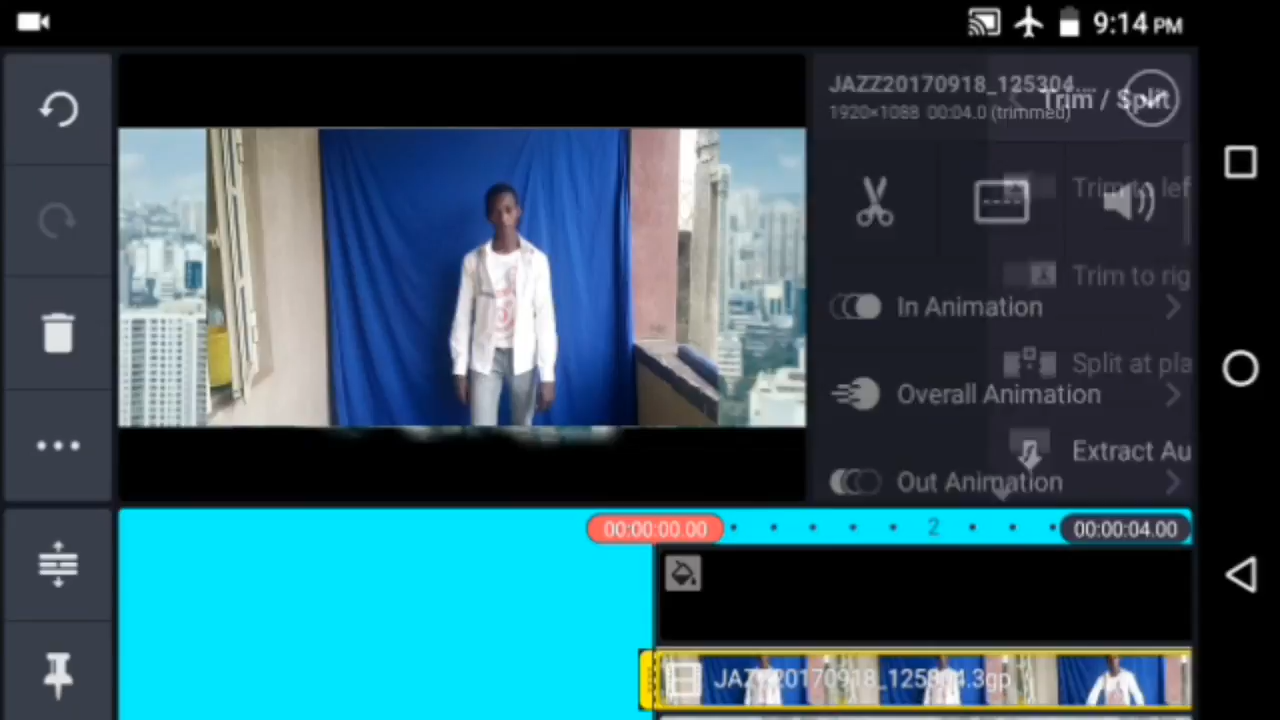 9:14 PM
JAZZ20170918_125304...
Trim / Split
1920×1088 00:04.0 (trimmed)
Trim to lef
Trim to rig
In Animation
Split at pla
Overall Animation
Extract Au
Out Animation
00:00:00.00
2
00:00:04.00
JAZZ20170918_125304.3gp